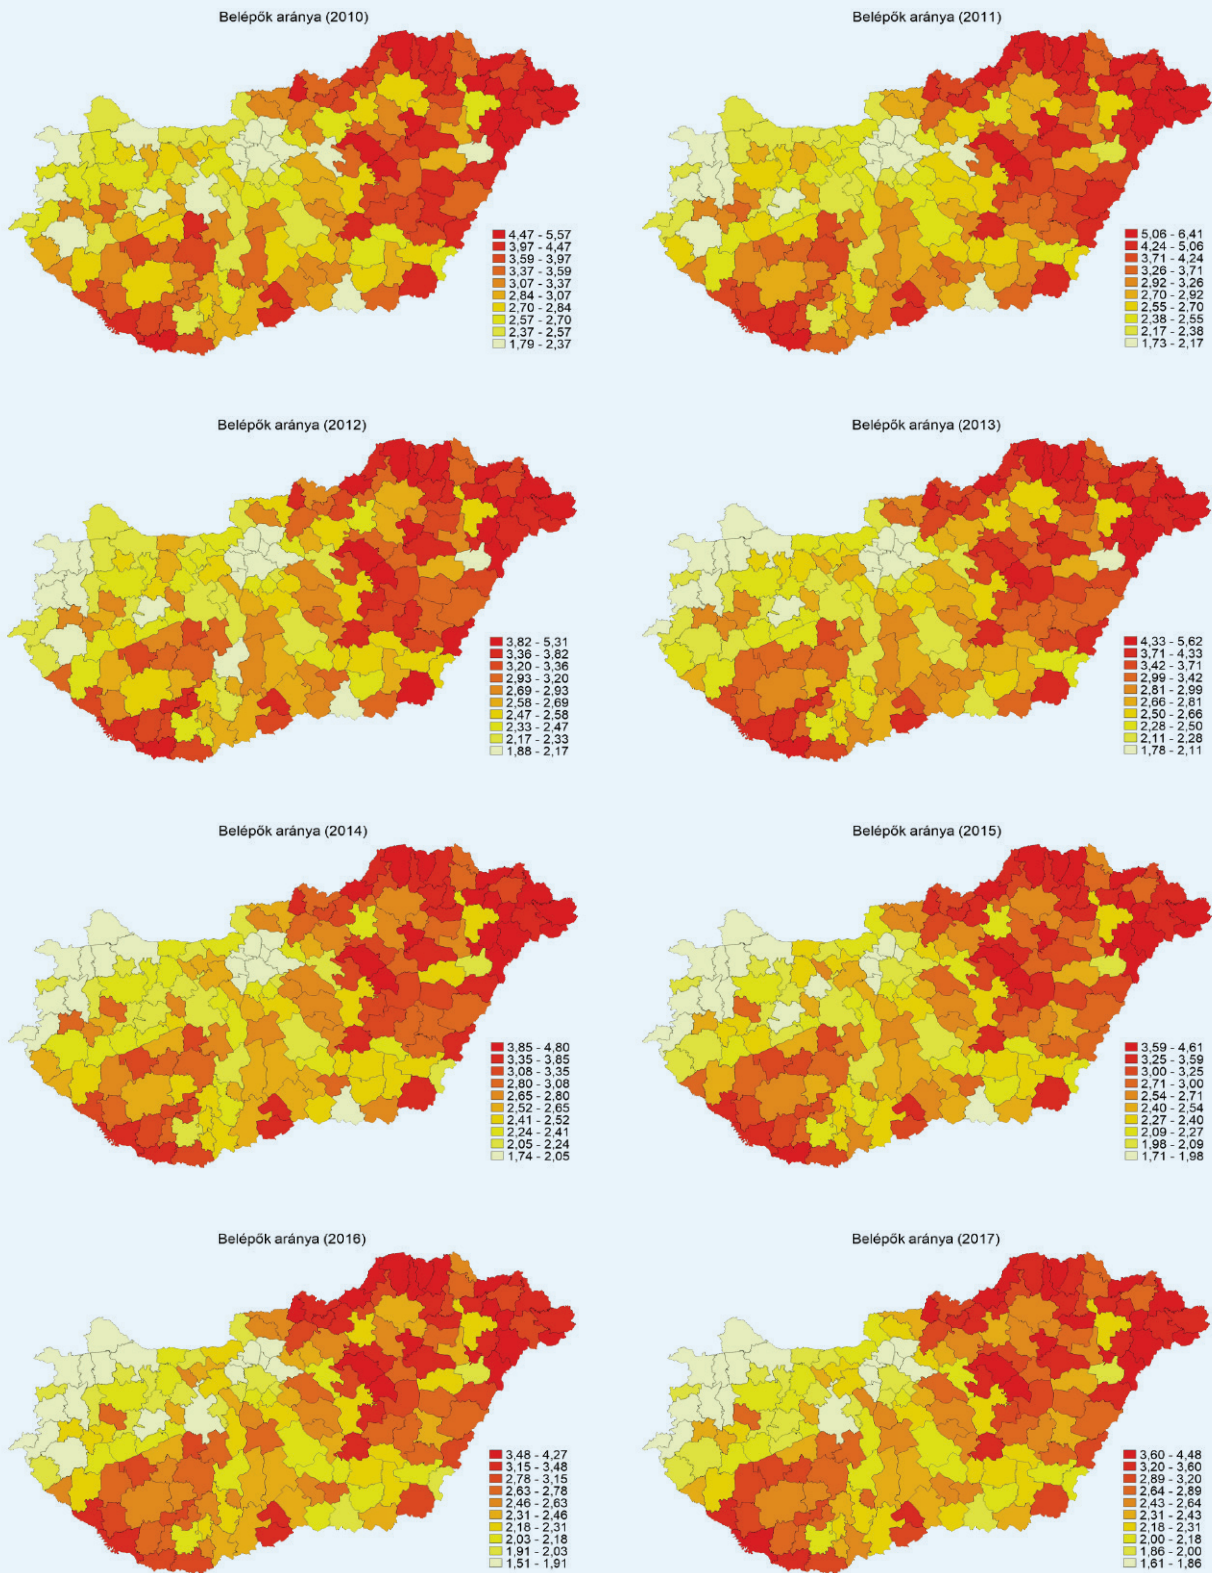 Belépők aránya (2010)
4,47 - 5,57
3,97 - 4,47
3,59 - 3,97
3,37 - 3,59
3,07 - 3,37
2,84 - 3,07
2,70 - 2,84
2,57 - 2,70
2,37 - 2,57
1,79 - 2,37
Belépők aránya (2011)
5,06 - 6,41
4,24 - 5,06
3,71 - 4,24
3,26 - 3,71
2,92 - 3,26
2,70 - 2,92
2,55 - 2,70
2,38 - 2,55
2,17 - 2,38
1,73 - 2,17
Belépők aránya (2012)
3,82 - 5,31
3,36 - 3,82
3,20 - 3,36
2,93 - 3,20
2,69 - 2,93
2,58 - 2,69
2,47 - 2,58
2,33 - 2,47
2,17 - 2,33
1,88 - 2,17
Belépők aránya (2013)
4,33 - 5,62
3,71 - 4,33
3,42 - 3,71
2,99 - 3,42
2,81 - 2,99
2,66 - 2,81
2,50 - 2,66
2,28 - 2,50
2,11 - 2,28
1,78 - 2,11
Belépők aránya (2014)
3,85 - 4,80
3,35 - 3,85
3,08 - 3,35
2,80 - 3,08
2,65 - 2,80
2,52 - 2,65
2,41 - 2,52
2,24 - 2,41
2,05 - 2,24
1,74 - 2,05
Belépők aránya (2015)
3,59 - 4,61
3,25 - 3,59
3,00 - 3,25
2,71 - 3,00
2,54 - 2,71
2,40 - 2,54
2,27 - 2,40
2,09 - 2,27
1,98 - 2,09
1,71 - 1,98
Belépők aránya (2016)
3,48 - 4,27
3,15 - 3,48
2,78 - 3,15
2,63 - 2,78
2,46 - 2,63
2,31 - 2,46
2,18 - 2,31
2,03 - 2,18
1,91 - 2,03
1,51 - 1,91
Belépők aránya (2017)
3,60 - 4,48
3,20 - 3,60
2,89 - 3,20
2,64 - 2,89
2,43 - 2,64
2,31 - 2,43
2,18 - 2,31
2,00 - 2,18
1,86 - 2,00
1,61 - 1,86